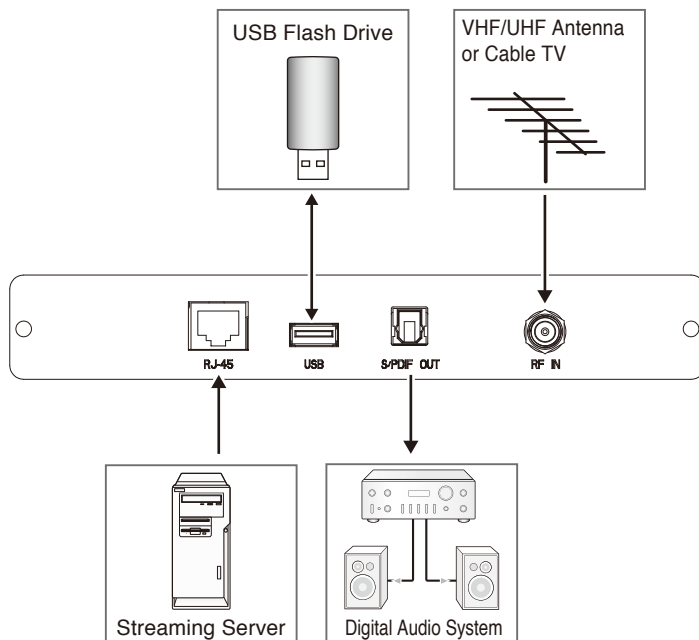 USB Flash Drive
VHF/UHF Antenna
or Cable TV
RJ-45
USB
S/PDIF OUT
RF IN
Streaming Server
Digital Audio System